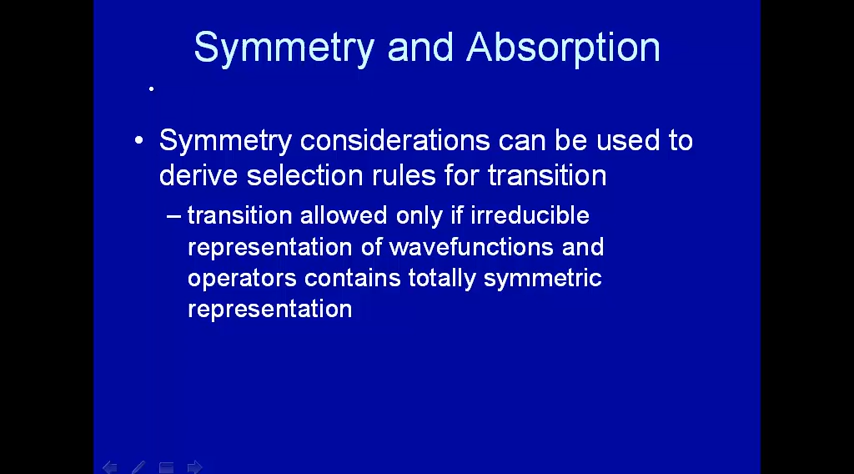 Symmetry and Absorption
• Symmetry considerations can be used to
derive selection rules for transition
– transition allowed only if irreducible
representation of wavefunctions and
operators contains totally symmetric
representation